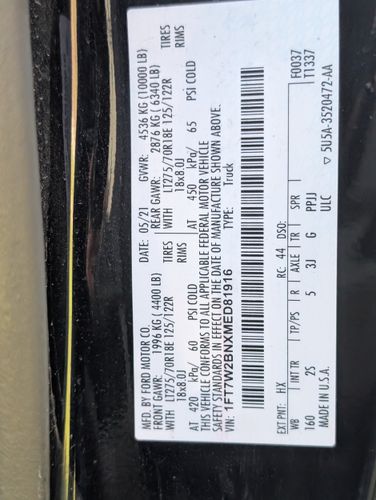 MFD. BY FORD MOTOR CO.
DATE: 05/21 GVWR: 4536 KG (10000 LB)
FRONT GAWR: 1996 KG (4400 LB) REAR GAWR: 2876 KG (6340 LB)
WITH LT275/70R18E 125/122R TIRES WITH LT275/70R18E 125/122R TIRES
18x8.0J RIMS 18x8.0J RIMS
AT 420 kPa/ 60 PSI COLD AT 450 kPa/ 65 PSI COLD
THIS VEHICLE CONFORMS TO ALL APPLICABLE FEDERAL MOTOR VEHICLE
SAFETY STANDARDS IN EFFECT ON THE DATE OF MANUFACTURE SHOWN ABOVE.
VIN: 1FT7W2BNXMED81916 TYPE: Truck
F0037
T1337
EXT PNT: HX RC: 44 DSO:
WB INT TR TP/PS R AXLE TR SPR
160 2S 5 3J G PPJJ
MADE IN U.S.A. ULC 5U5A-3520472-AA